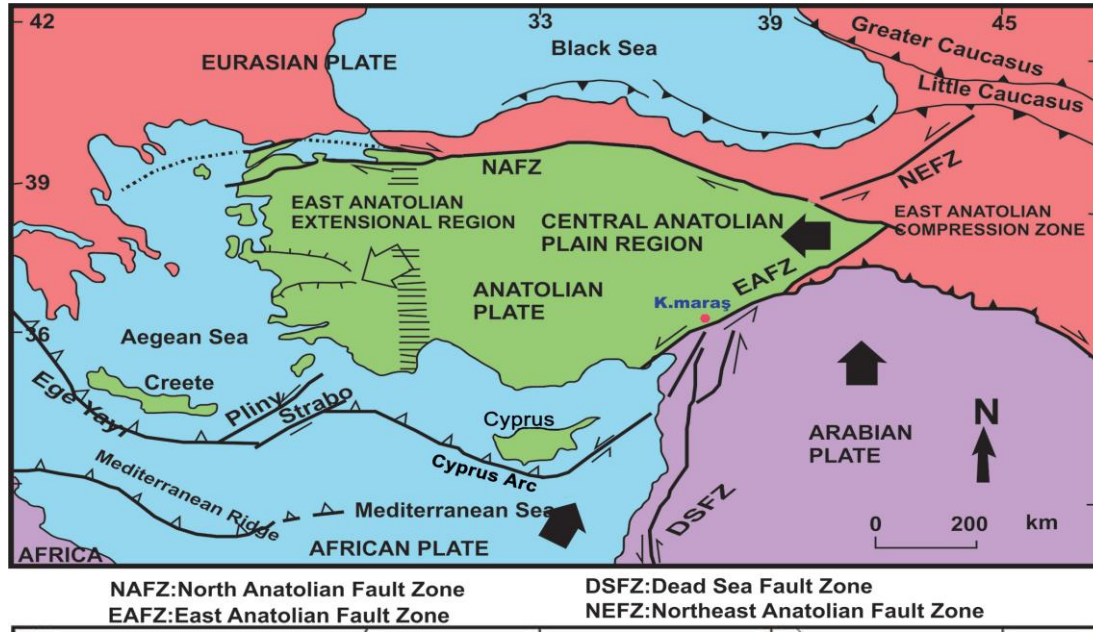 42
33
39
45
Black Sea
Greater Caucasus
EURASIAN PLATE
Little Caucasus
39
NAFZ
NEFZ
EAST ANATOLIAN
EXTENSIONAL REGION
CENTRAL ANATOLIAN
PLAIN REGION
EAST ANATOLIAN
COMPRESSION ZONE
EAFZ
K.maraş
ANATOLIAN
PLATE
36
Aegean Sea
Creete
Ege Yayı
Pliny
Strabo
Cyprus
Cyprus Arc
N
ARABIAN
PLATE
Mediterranean Ridge
Mediterranean Sea
DSFZ
0 200 km
AFRICA
AFRICAN PLATE
NAFZ:North Anatolian Fault Zone
DSFZ:Dead Sea Fault Zone
EAFZ:East Anatolian Fault Zone
NEFZ:Northeast Anatolian Fault Zone